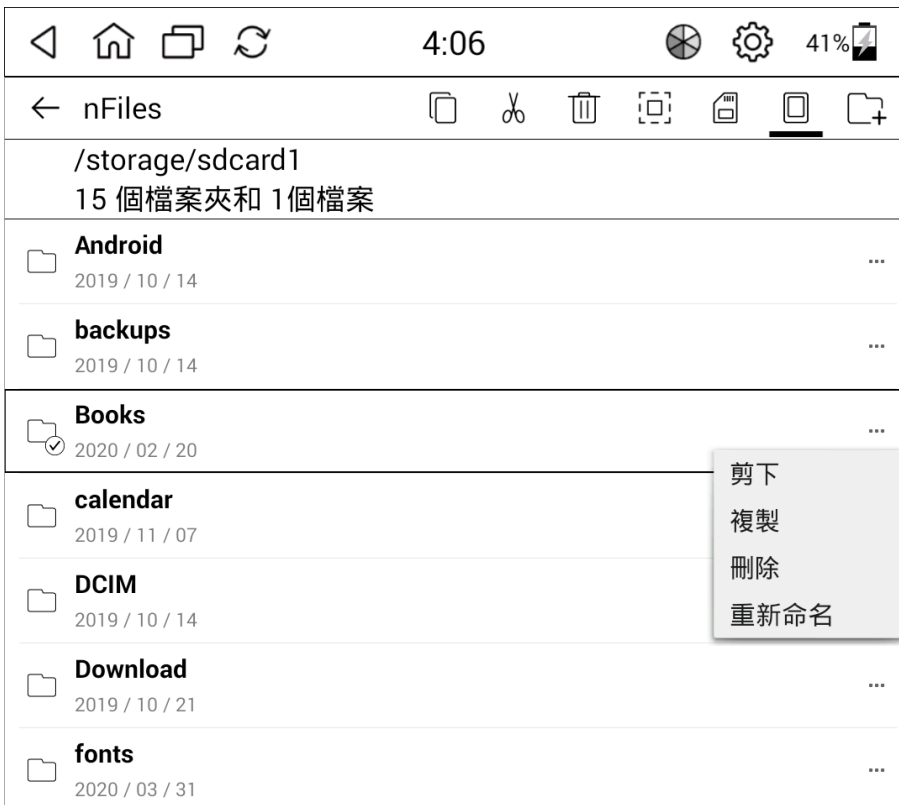 4:06
41%
nFiles
/storage/sdcard1
15 個檔案夾和 1個檔案
Android
2019 / 10 / 14
backups
2019 / 10 / 14
Books
2020 / 02 / 20
剪下
複製
刪除
重新命名
calendar
2019 / 11 / 07
DCIM
2019 / 10 / 14
Download
2019 / 10 / 21
fonts
2020 / 03 / 31